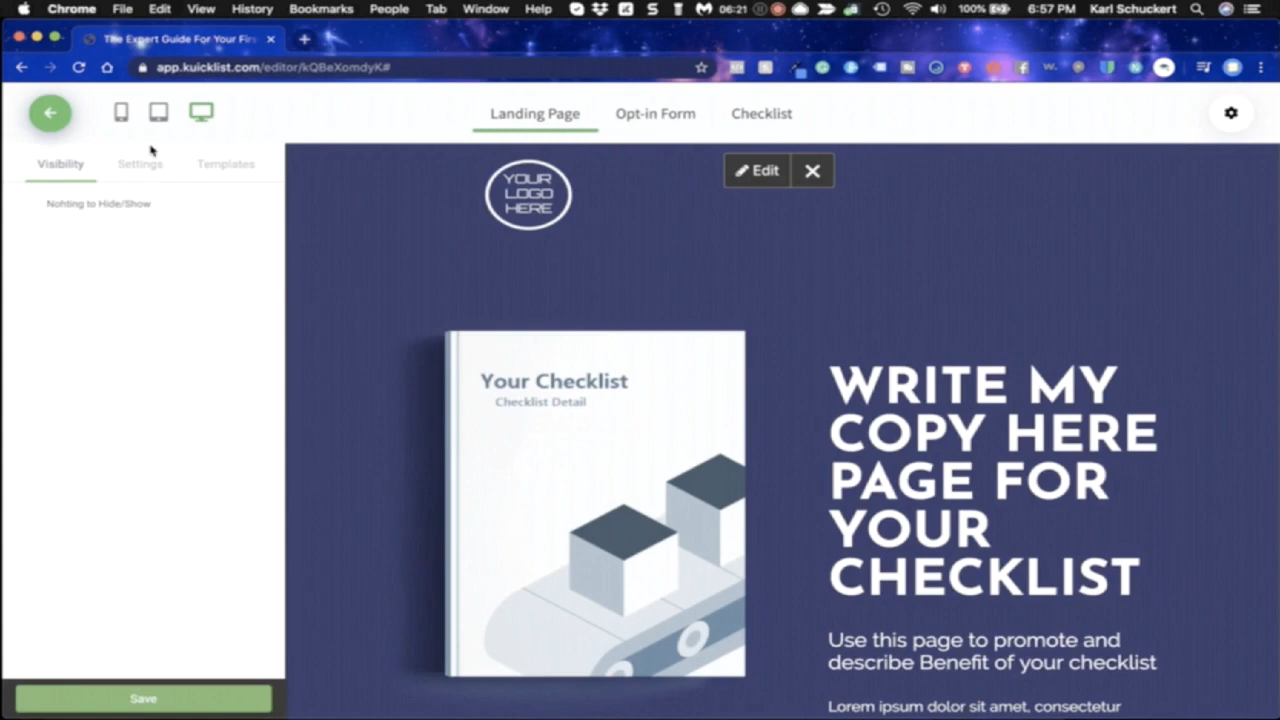 Chrome File Edit View History Bookmarks People Tab Window Help 06:21 100% 6:57 PM Karl Schuckert
The Expert Guide For Your Firs
app.kuicklist.com/editor/kQBeXomdyK#
Landing Page Opt-in Form Checklist
Visibility Settings Templates
Nohting to Hide/Show
Edit
YOUR
LOGO
HERE
Your Checklist
Checklist Detail
WRITE MY
COPY HERE
PAGE FOR
YOUR
CHECKLIST
Use this page to promote and
describe Benefit of your checklist
Lorem ipsum dolor sit amet, consectetur
Save